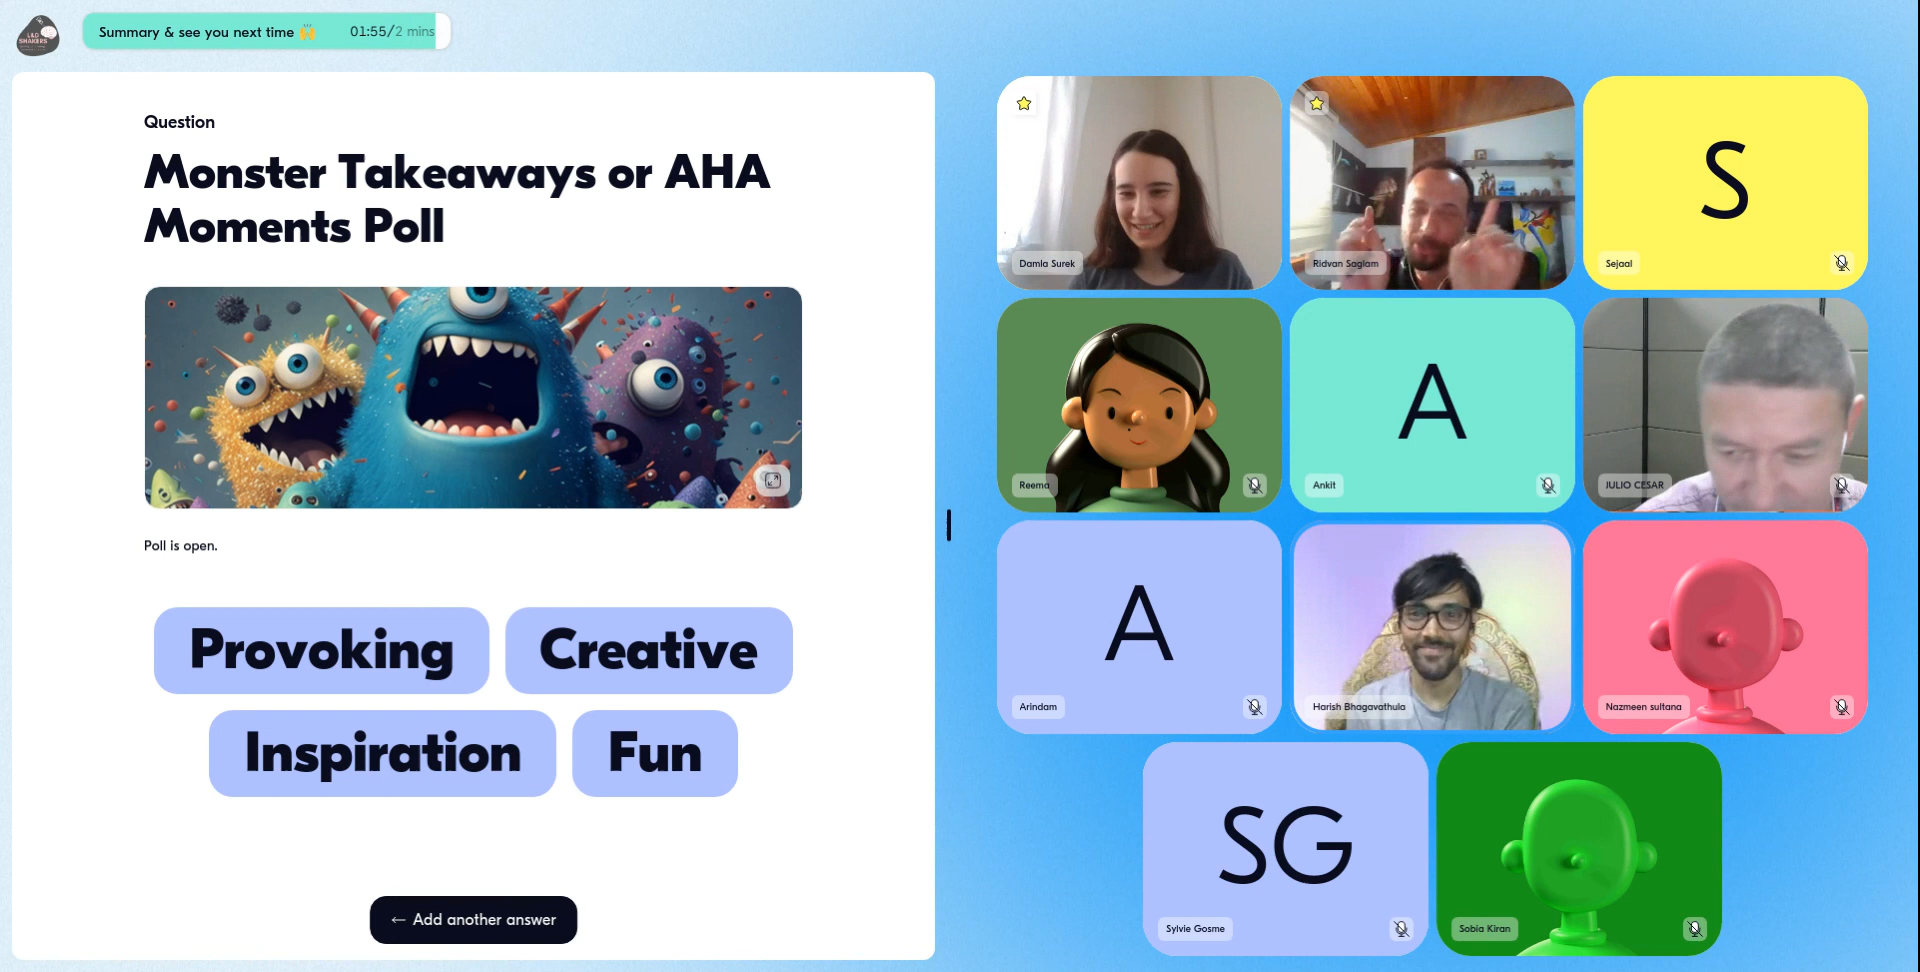 L&D
SHAKERS
Summary & see you next time 🙌 01:55/2 mins
Question
Monster Takeaways or AHA
Moments Poll
Poll is open.
Provoking Creative
Inspiration Fun
← Add another answer
Damla Surek
Ridvan Saglam
S
Sejaal
Reema
A
Ankit
JULIO CESAR
A
Arindam
Harish Bhagavathula
Nazmeen sultana
SG
Sylvie Gosme
Sobia Kiran